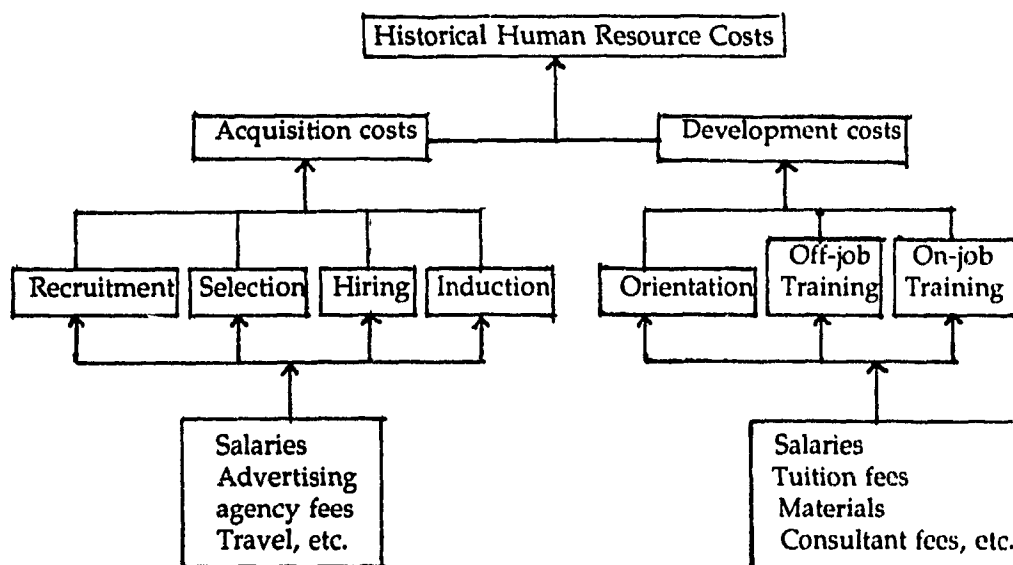 Historical Human Resource Costs
Acquisition costs
Development costs
Recruitment
Selection
Hiring
Induction
Orientation
Off-job
Training
On-job
Training
Salaries
Advertising
agency fees
Travel, etc.
Salaries
Tuition fees
Materials
Consultant fees, etc.